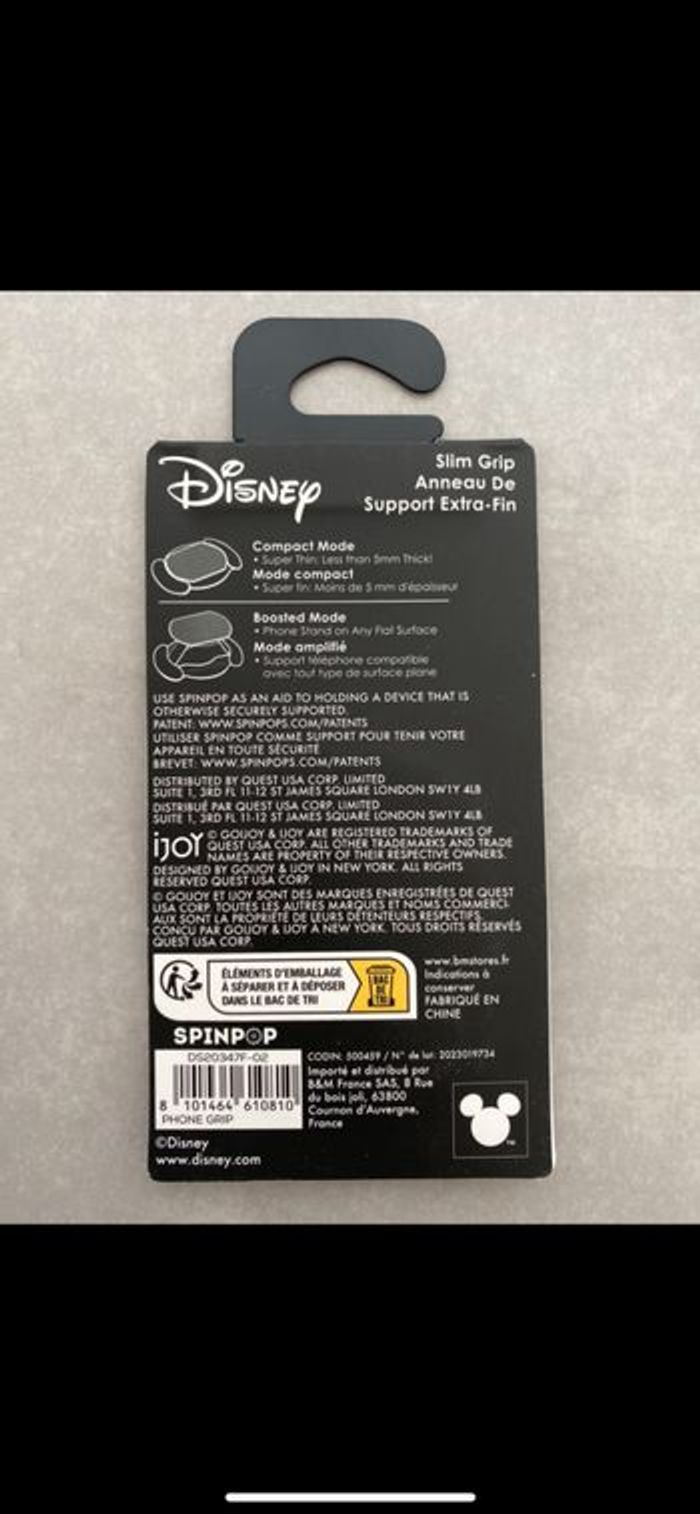 Disney
Slim Grip
Anneau De
Support Extra-Fin
Compact Mode
• Super Thin: Less than 5mm Thick!
Mode compact
• Super fin: Moins de 5 mm d'épaisseur
Boosted Mode
• Phone Stand on Any Flat Surface
Mode amplifié
• Support téléphone compatible
avec tout type de surface plane
USE SPINPOP AS AN AID TO HOLDING A DEVICE THAT IS
OTHERWISE SECURELY SUPPORTED.
PATENT: WWW.SPINPOPS.COM/PATENTS
UTILISER SPINPOP COMME SUPPORT POUR TENIR VOTRE
APPAREIL EN TOUTE SÉCURITÉ
BREVET: WWW.SPINPOPS.COM/PATENTS
DISTRIBUTED BY QUEST USA CORP. LIMITED
SUITE 1, 3RD FL 11-12 ST JAMES SQUARE LONDON SW1Y 4LB
DISTRIBUÉ PAR QUEST USA CORP. LIMITED
SUITE 1, 3RD FL 11-12 ST JAMES SQUARE LONDON SW1Y 4LB
iJOY © GOIJOY & IJOY ARE REGISTERED TRADEMARKS OF
QUEST USA CORP. ALL OTHER TRADEMARKS AND TRADE
NAMES ARE PROPERTY OF THEIR RESPECTIVE OWNERS.
DESIGNED BY GOIJOY & IJOY IN NEW YORK. ALL RIGHTS
RESERVED QUEST USA CORP.
© GOIJOY ET IJOY SONT DES MARQUES ENREGISTRÉES DE QUEST
USA CORP. TOUTES LES AUTRES MARQUES ET NOMS COMMERCI-
AUX SONT LA PROPRIÉTÉ DE LEURS DÉTENTEURS RESPECTIFS.
CONÇU PAR GOIJOY & IJOY À NEW YORK. TOUS DROITS RÉSERVÉS
QUEST USA CORP.
ÉLÉMENTS D'EMBALLAGE
À SÉPARER ET À DÉPOSER
DANS LE BAC DE TRI
BAC
DE
TRI
www.bmstores.fr
Indications à
conserver
FABRIQUÉ EN
CHINE
SPINPOP
DS20347F-02
8 101464 610810
PHONE GRIP
CODIN: 500459 / N° de lot: 2023019734
Importé et distribué par
B&M France SAS, 8 Rue
du bois joli, 63800
Cournon d'Auvergne,
France
TM
©Disney
www.disney.com